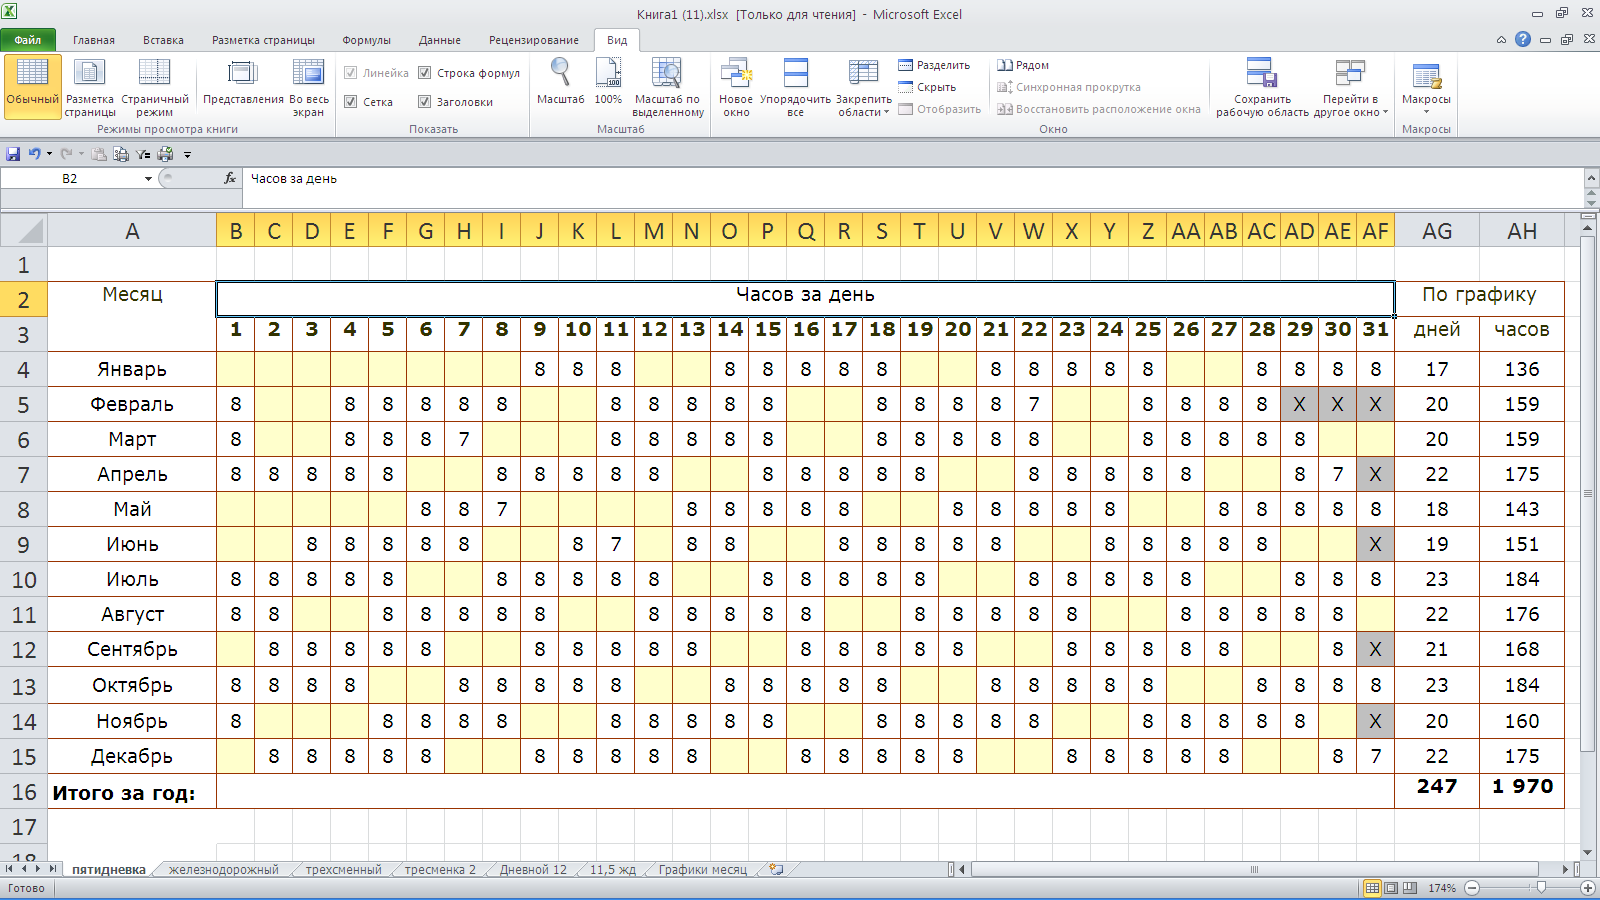 Книга1 (11).xlsx [Только для чтения] - Microsoft Excel
Файл Главная Вставка Разметка страницы Формулы Данные Рецензирование Вид
Обычный Разметка страницы Страничный режим Представления Во весь экран
Режимы просмотра книги
Линейка Строка формул
Сетка Заголовки
Показать
Масштаб 100% Масштаб по выделенному
Масштаб
Новое окно Упорядочить все Закрепить области
Разделить
Скрыть
Отобразить
Рядом
Синхронная прокрутка
Восстановить расположение окна
Окно
Сохранить рабочую область Перейти в другое окно
Макросы
Макросы
B2 fx Часов за день
A B C D E F G H I J K L M N O P Q R S T U V W X Y Z AA AB AC AD AE AF AG AH
1
2 Месяц Часов за день По графику
3 1 2 3 4 5 6 7 8 9 10 11 12 13 14 15 16 17 18 19 20 21 22 23 24 25 26 27 28 29 30 31 дней часов
4 Январь 8 8 8 8 8 8 8 8 8 8 8 8 8 8 8 8 8 17 136
5 Февраль 8 8 8 8 8 8 8 8 8 8 8 8 8 8 8 7 8 8 8 8 X X X 20 159
6 Март 8 8 8 8 7 8 8 8 8 8 8 8 8 8 8 8 8 8 8 8 20 159
7 Апрель 8 8 8 8 8 8 8 8 8 8 8 8 8 8 8 8 8 8 8 8 8 7 X 22 175
8 Май 8 8 7 8 8 8 8 8 8 8 8 8 8 8 8 8 8 8 18 143
9 Июнь 8 8 8 8 8 8 7 8 8 8 8 8 8 8 8 8 8 8 8 X 19 151
10 Июль 8 8 8 8 8 8 8 8 8 8 8 8 8 8 8 8 8 8 8 8 8 8 8 23 184
11 Август 8 8 8 8 8 8 8 8 8 8 8 8 8 8 8 8 8 8 8 8 8 8 22 176
12 Сентябрь 8 8 8 8 8 8 8 8 8 8 8 8 8 8 8 8 8 8 8 8 8 X 21 168
13 Октябрь 8 8 8 8 8 8 8 8 8 8 8 8 8 8 8 8 8 8 8 8 8 8 8 23 184
14 Ноябрь 8 8 8 8 8 8 8 8 8 8 8 8 8 8 8 8 8 8 8 8 X 20 160
15 Декабрь 8 8 8 8 8 8 8 8 8 8 8 8 8 8 8 8 8 8 8 8 8 7 22 175
16 Итого за год: 247 1 970
17
18
пятидневка железнодорожный трехсменный тресменка 2 Дневной 12 11,5 жд Графики месяц
Готово 174%